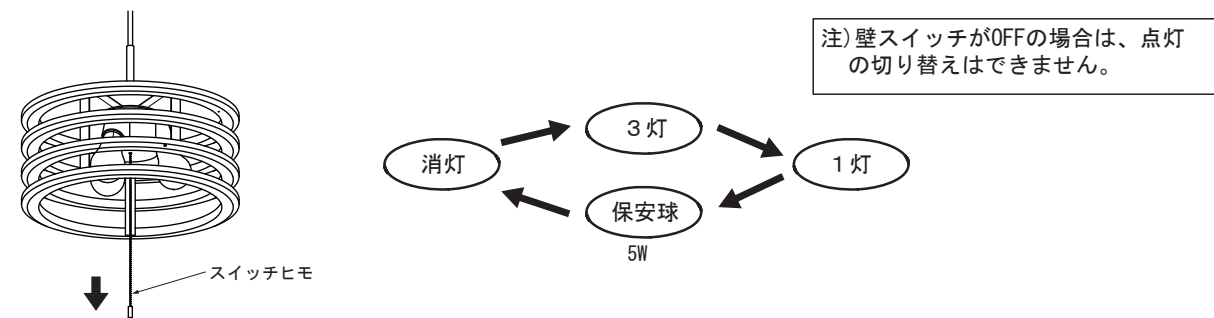 注)壁スイッチがOFFの場合は、点灯
の切り替えはできません。
3灯
消灯
1灯
保安球
5W
スイッチヒモ